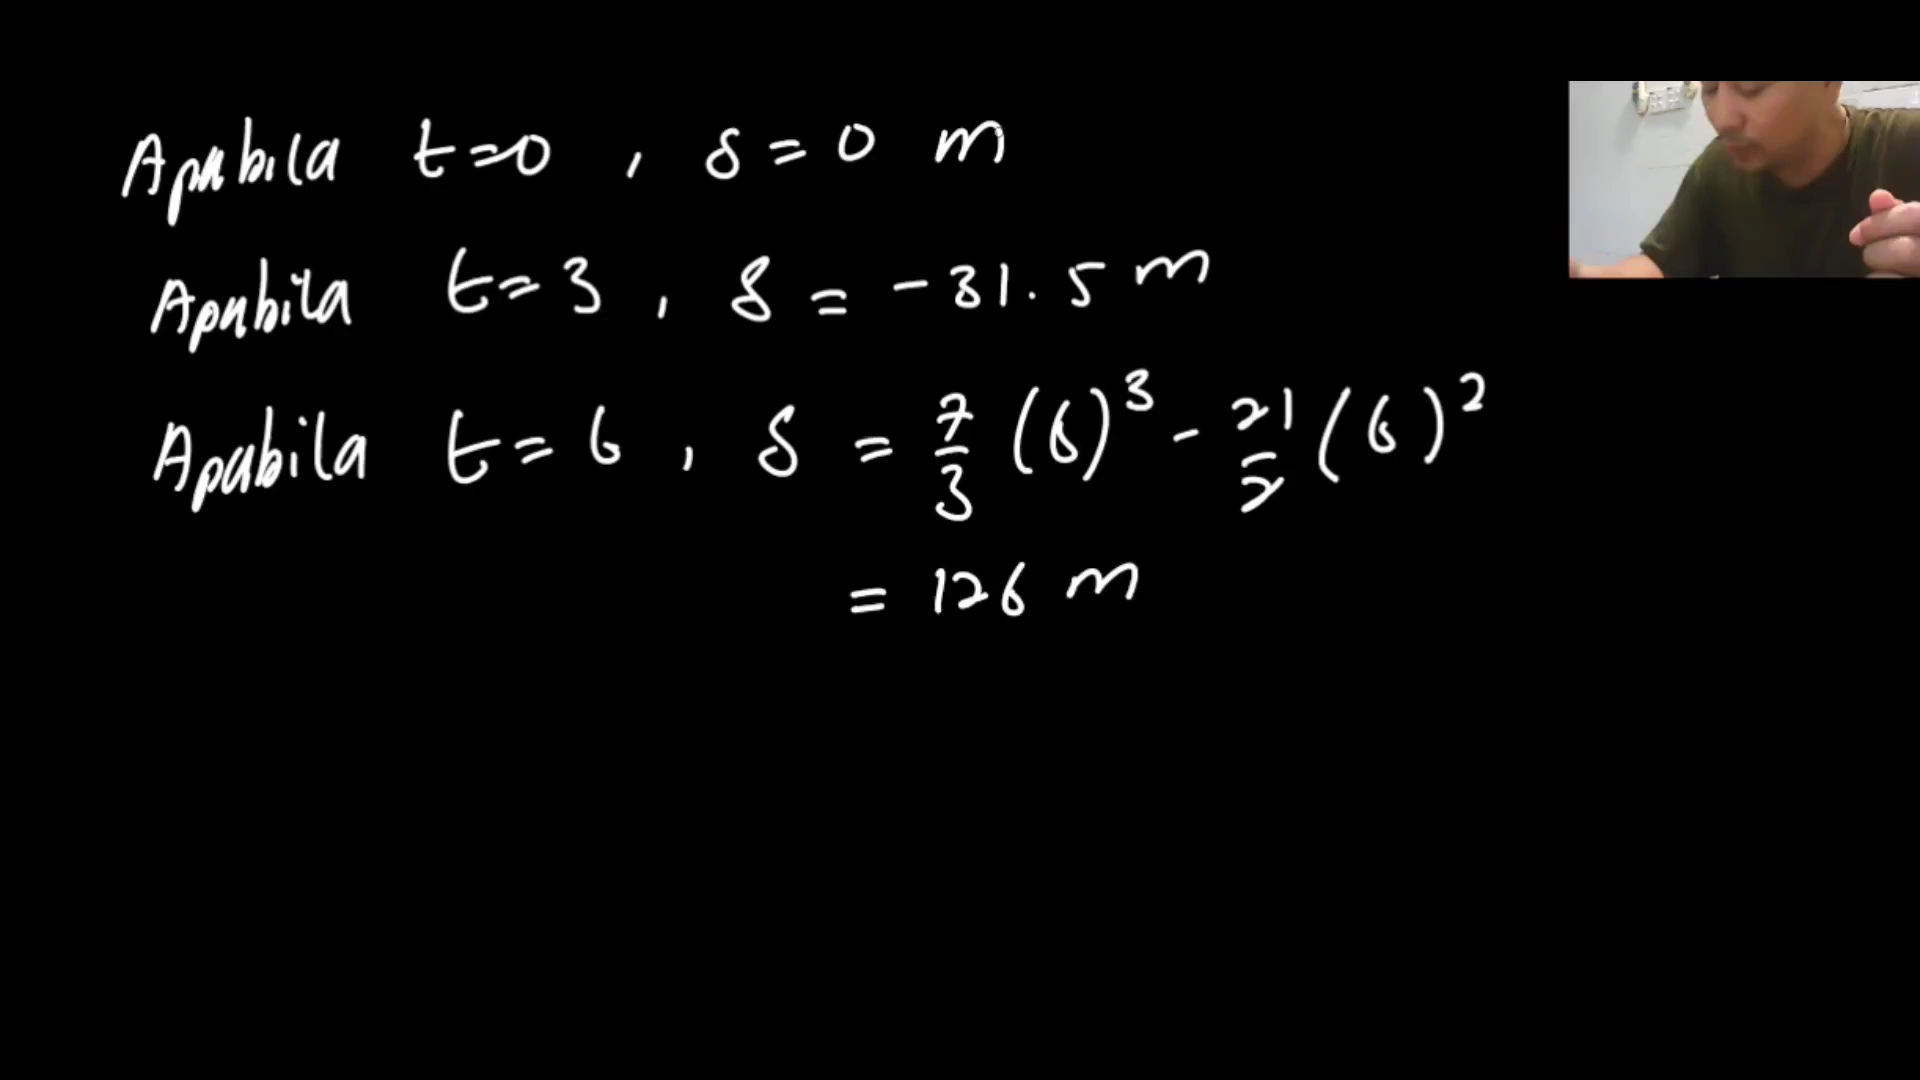 Apabila t=0 , s = 0 m
Apabila t=3 , s = -31.5 m
Apabila t=6 , s = 7/3 (6)^3 - 21/2 (6)^2
= 126 m